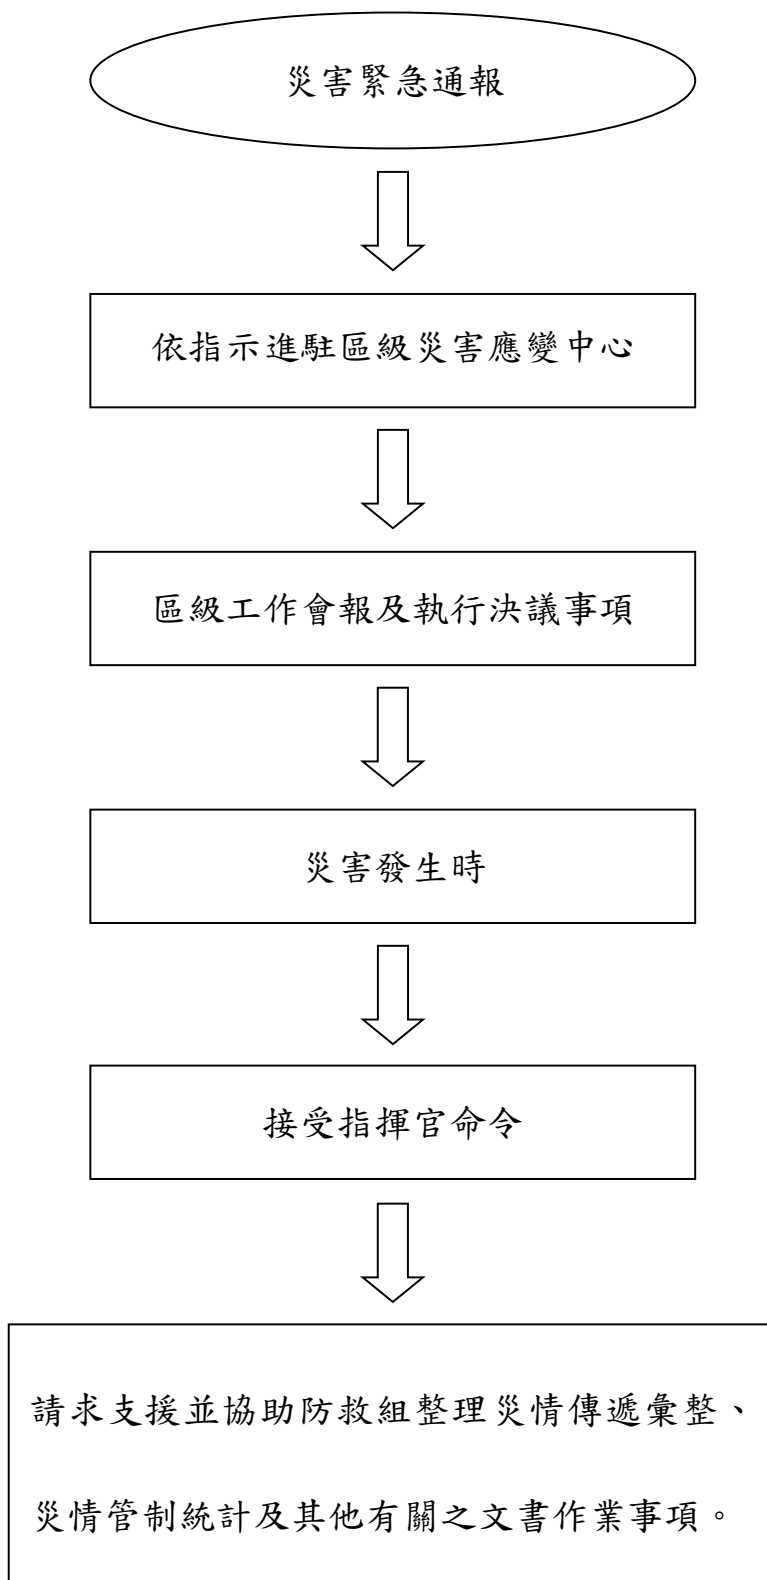 災害緊急通報
依指示進駐區級災害應變中心
區級工作會報及執行決議事項
災害發生時
接受指揮官命令
請求支援並協助防救組整理災情傳遞彙整、
災情管制統計及其他有關之文書作業事項。